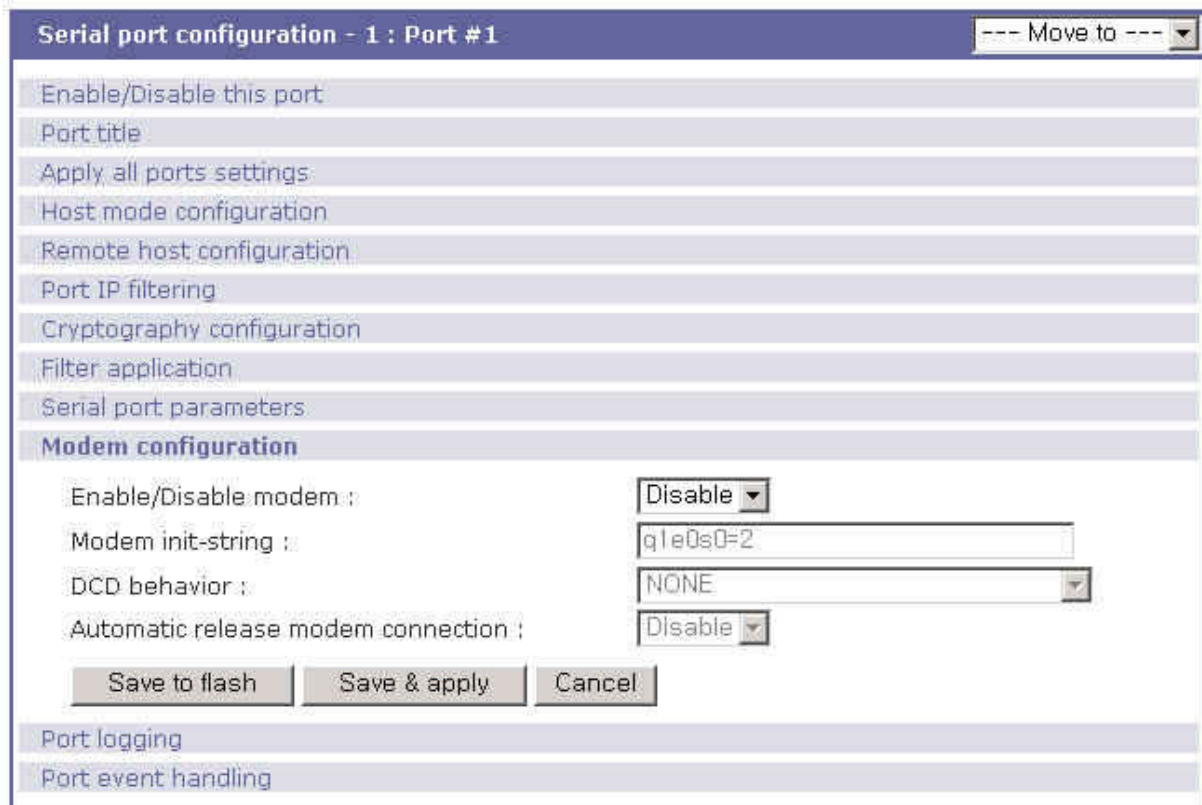 Serial port configuration - 1 : Port #1 --- Move to ---
Enable/Disable this port
Port title
Apply all ports settings
Host mode configuration
Remote host configuration
Port IP filtering
Cryptography configuration
Filter application
Serial port parameters
Modem configuration
Enable/Disable modem : Disable
Modem init-string : q1e0s0=2
DCD behavior : NONE
Automatic release modem connection : Disable
Save to flash Save & apply Cancel
Port logging
Port event handling